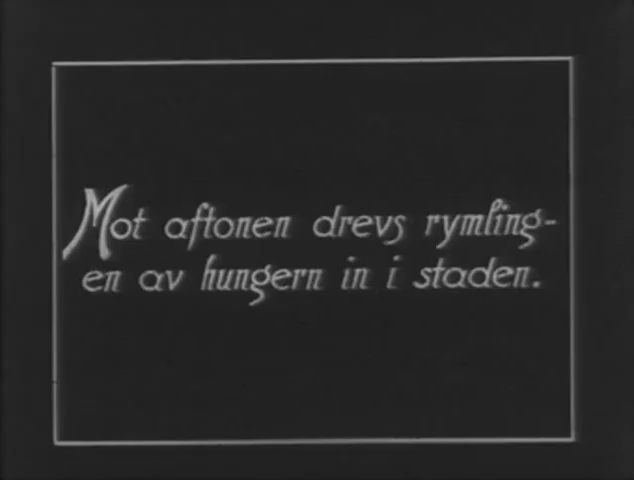 Mot aftonen drevs rymling-
en av hungern in i staden.